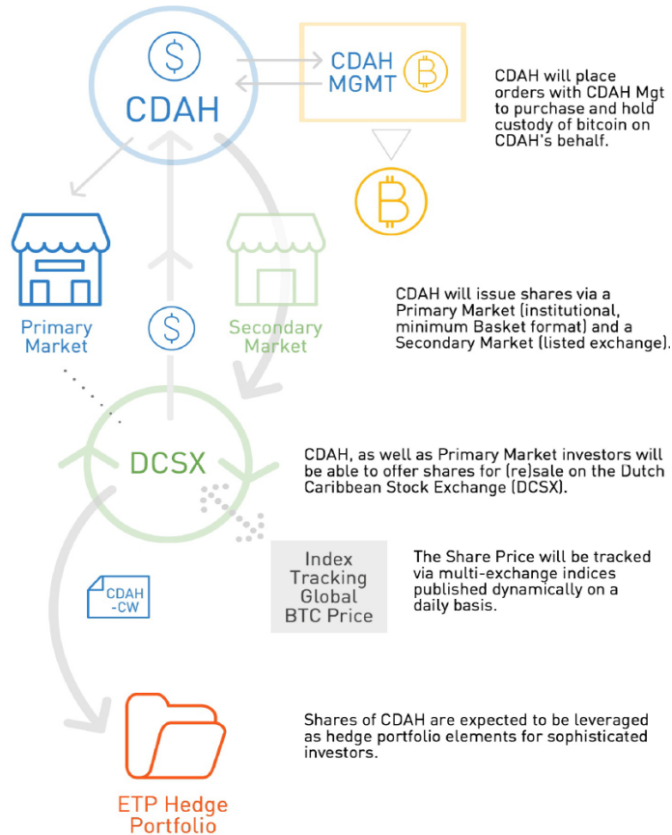 $
CDAH
CDAH
MGMT
B
CDAH will place
orders with CDAH Mgt
to purchase and hold
custody of bitcoin on
CDAH's behalf.
B
Primary
Market
$
Secondary
Market
CDAH will issue shares via a
Primary Market (institutional,
minimum Basket format) and a
Secondary Market (listed exchange).
DCSX
CDAH, as well as Primary Market investors will
be able to offer shares for (re)sale on the Dutch
Caribbean Stock Exchange (DCSX).
CDAH
-CW
Index
Tracking
Global
BTC Price
The Share Price will be tracked
via multi-exchange indices
published dynamically on a
daily basis.
ETP Hedge
Portfolio
Shares of CDAH are expected to be leveraged
as hedge portfolio elements for sophisticated
investors.